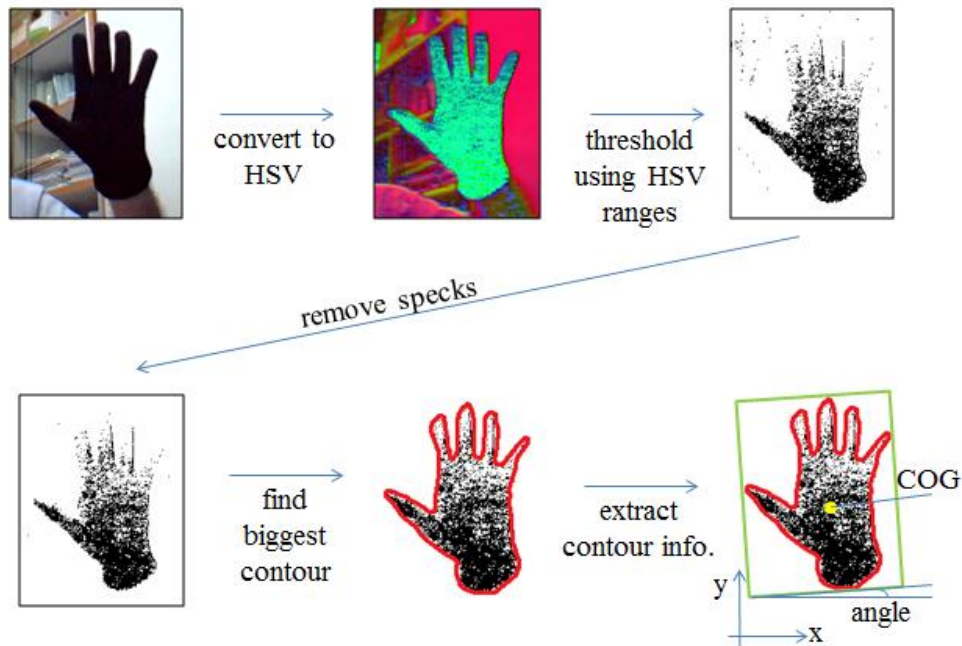 convert to
HSV
threshold
using HSV
ranges
remove specks
find
biggest
contour
extract
contour info.
COG
y
angle
x